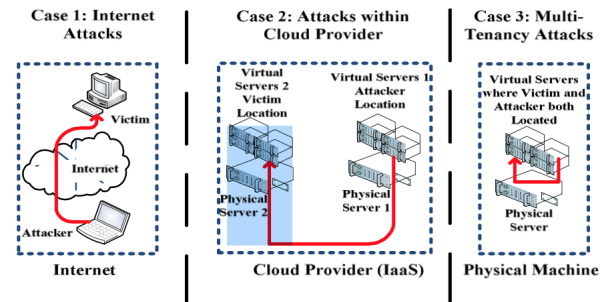 Case 1: Internet
Attacks
Victim
Internet
Attacker
Internet
Case 2: Attacks within
Cloud Provider
Virtual
Servers 2
Victim
Location
Virtual Servers 1
Attacker
Location
Physical
Server 2
Physical
Server 1
Cloud Provider (IaaS)
Case 3: Multi-
Tenancy Attacks
Virtual Servers
where Victim and
Attacker both
Located
Physical
Server
Physical Machine